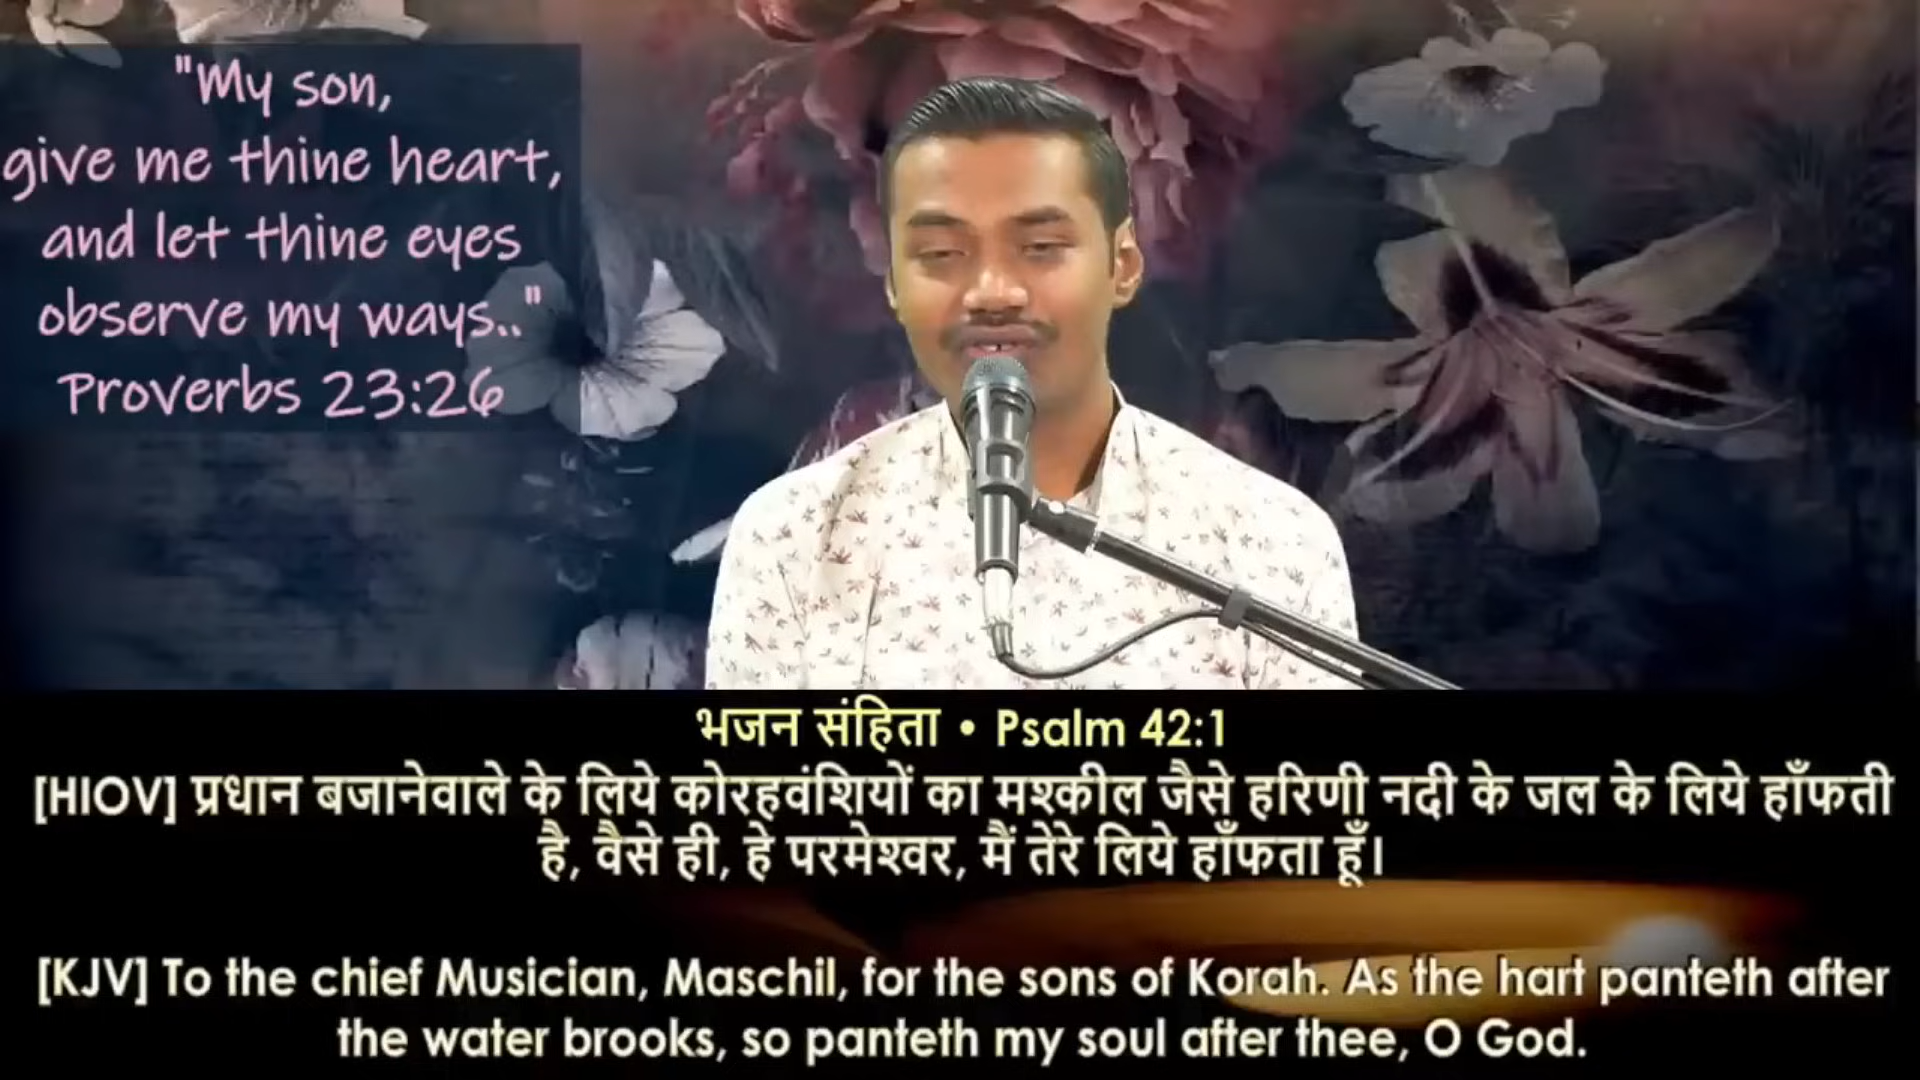 "My son,
give me thine heart,
and let thine eyes
observe my ways.."
Proverbs 23:26
भजन संहिता • Psalm 42:1
[HIOV] प्रधान बजानेवाले के लिये कोरहवंशियों का मश्कील जैसे हरिणी नदी के जल के लिये हाँफती
है, वैसे ही, हे परमेश्वर, मैं तेरे लिये हाँफता हूँ।
[KJV] To the chief Musician, Maschil, for the sons of Korah. As the hart panteth after
the water brooks, so panteth my soul after thee, O God.